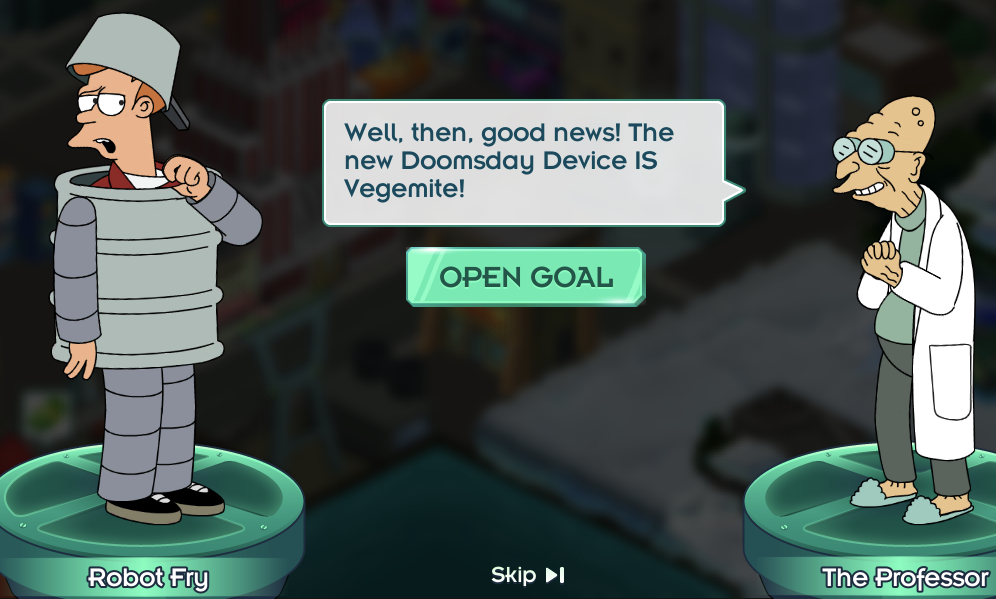 Well, then, good news! The
new Doomsday Device IS
Vegemite!
OPEN GOAL
Robot Fry
Skip
The Professor